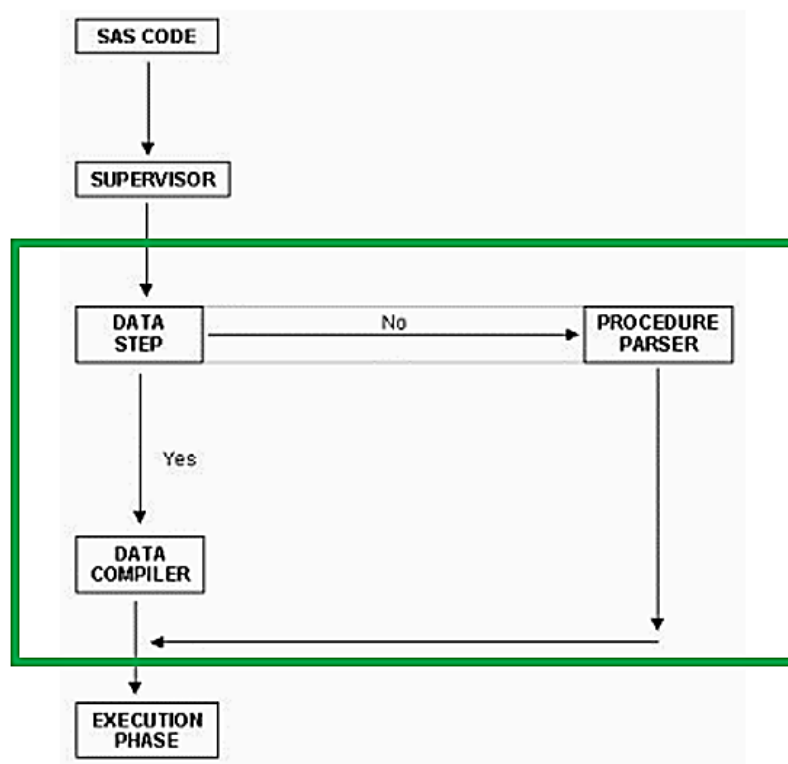 SAS CODE
SUPERVISOR
DATA
STEP
No
PROCEDURE
PARSER
Yes
DATA
COMPILER
EXECUTION
PHASE